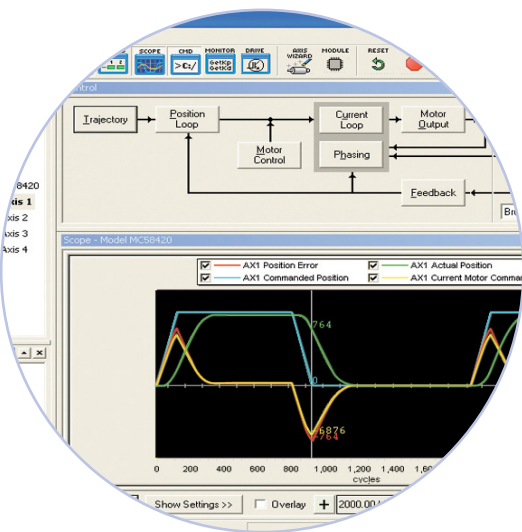 SCOPE CMD MONITOR DRIVE AXIS WIZARD MODULE RESET
>C:/ GetKp GetKd
Trajectory Position Loop Current Loop Motor Output
Motor Control Phasing
Feedback
8420
xis 1
xis 2
xis 3
Axis 4
Scope - Model MC58420
AX1 Position Error AX1 Actual Position
AX1 Commanded Position AX1 Current Motor Comma
764
0
-6876
-764
0 200 400 600 800 1,000 1,200 1,400 1,6
cycles
Show Settings >> Overlay + 2000.00